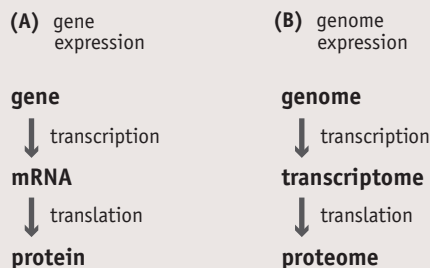 (A) gene
expression
gene
transcription
mRNA
translation
protein
(B) genome
expression
genome
transcription
transcriptome
translation
proteome